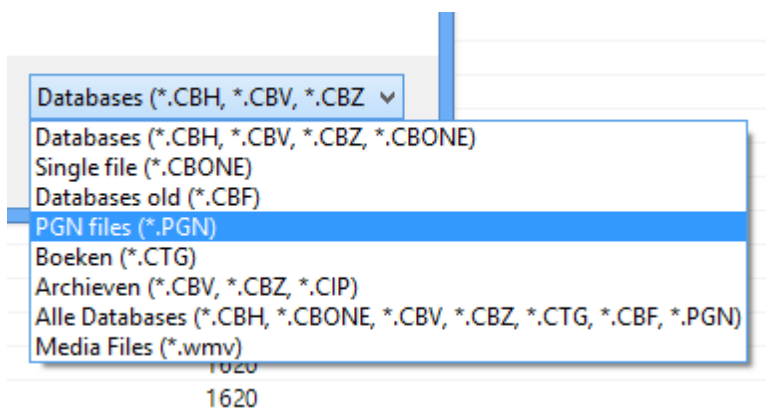 Databases (*.CBH, *.CBV, *.CBZ
Databases (*.CBH, *.CBV, *.CBZ, *.CBONE)
Single file (*.CBONE)
Databases old (*.CBF)
PGN files (*.PGN)
Boeken (*.CTG)
Archieven (*.CBV, *.CBZ, *.CIP)
Alle Databases (*.CBH, *.CBONE, *.CBV, *.CBZ, *.CTG, *.CBF, *.PGN)
Media Files (*.wmv)
1620
1620